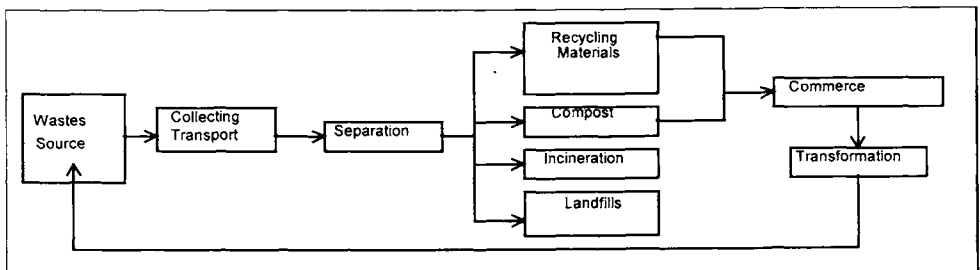 Wastes
Source
Collecting
Transport
Separation
Recycling
Materials
Compost
Incineration
Landfills
Commerce
Transformation